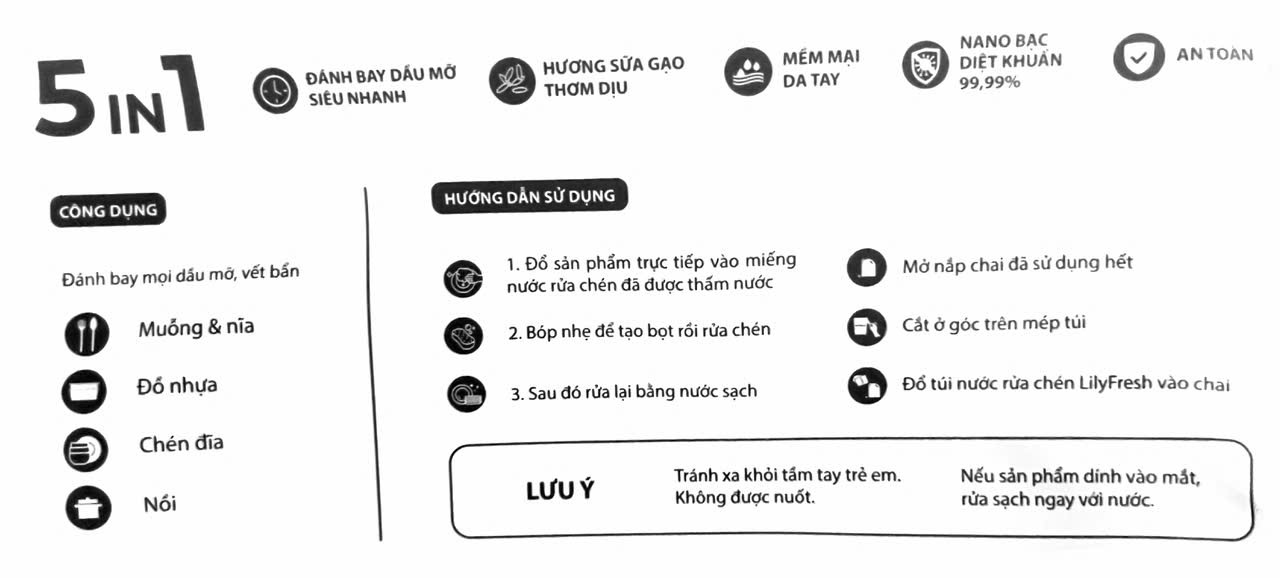 5 IN 1
ĐÁNH BAY DẦU MỠ
SIÊU NHANH
HƯƠNG SỮA GẠO
THƠM DỊU
MỀM MẠI
DA TAY
NANO BẠC
DIỆT KHUẨN
99,99%
AN TOÀN
CÔNG DỤNG
Đánh bay mọi dầu mỡ, vết bẩn
Muỗng & nĩa
Đồ nhựa
Chén đĩa
Nồi
HƯỚNG DẪN SỬ DỤNG
1. Đổ sản phẩm trực tiếp vào miếng
nước rửa chén đã được thấm nước
2. Bóp nhẹ để tạo bọt rồi rửa chén
3. Sau đó rửa lại bằng nước sạch
Mở nắp chai đã sử dụng hết
Cắt ở góc trên mép túi
Đổ túi nước rửa chén LilyFresh vào chai
LƯU Ý
Tránh xa khỏi tầm tay trẻ em.
Không được nuốt.
Nếu sản phẩm dính vào mắt,
rửa sạch ngay với nước.